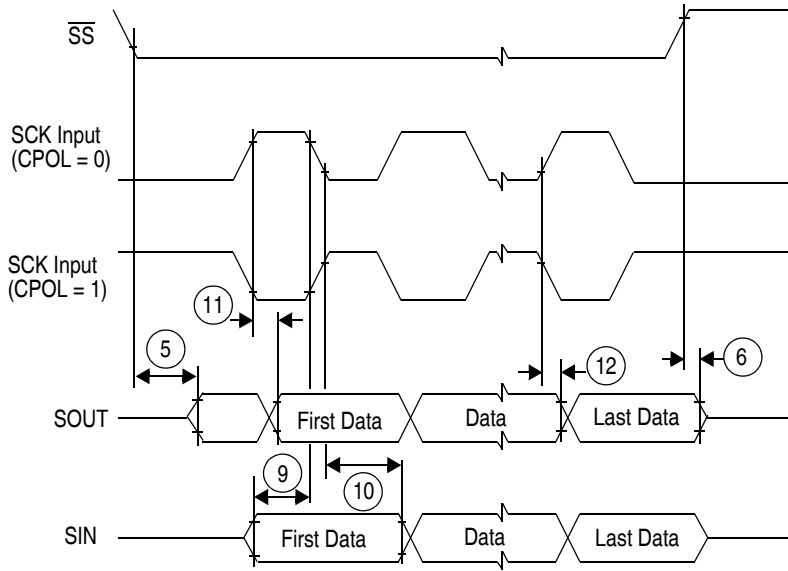 SS
SCK Input
(CPOL = 0)
SCK Input
(CPOL = 1)
11
5
12
6
SOUT
First Data
Data
Last Data
9
10
SIN
First Data
Data
Last Data